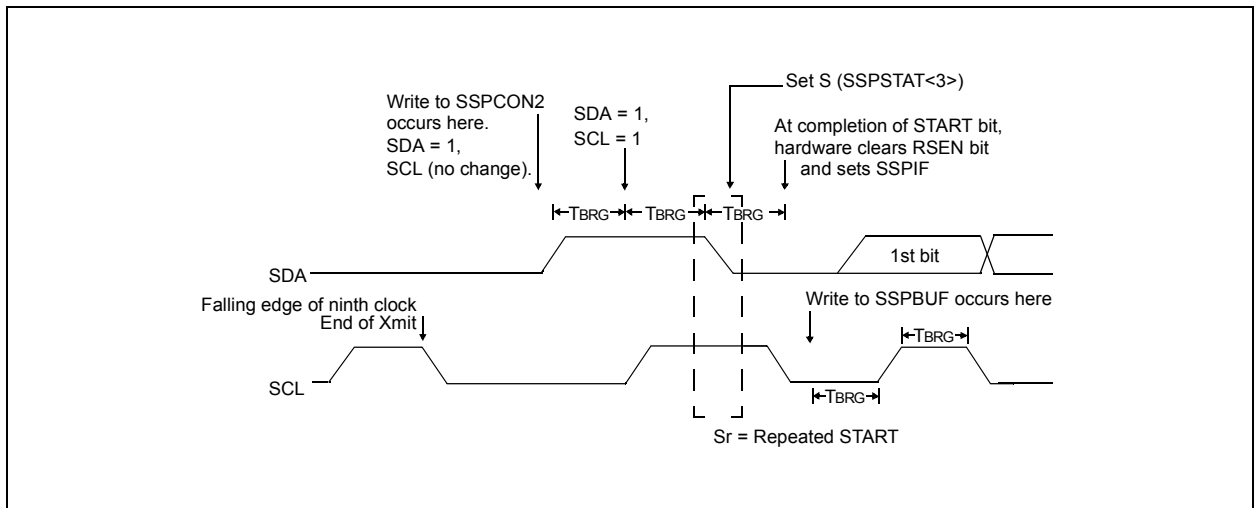 Set S (SSPSTAT<3>)
Write to SSPCON2
occurs here.
SDA = 1,
SCL (no change).
SDA = 1,
SCL = 1
At completion of START bit,
hardware clears RSEN bit
and sets SSPIF
TBRG
TBRG
TBRG
SDA
1st bit
Falling edge of ninth clock
End of Xmit
Write to SSPBUF occurs here
TBRG
SCL
TBRG
Sr = Repeated START